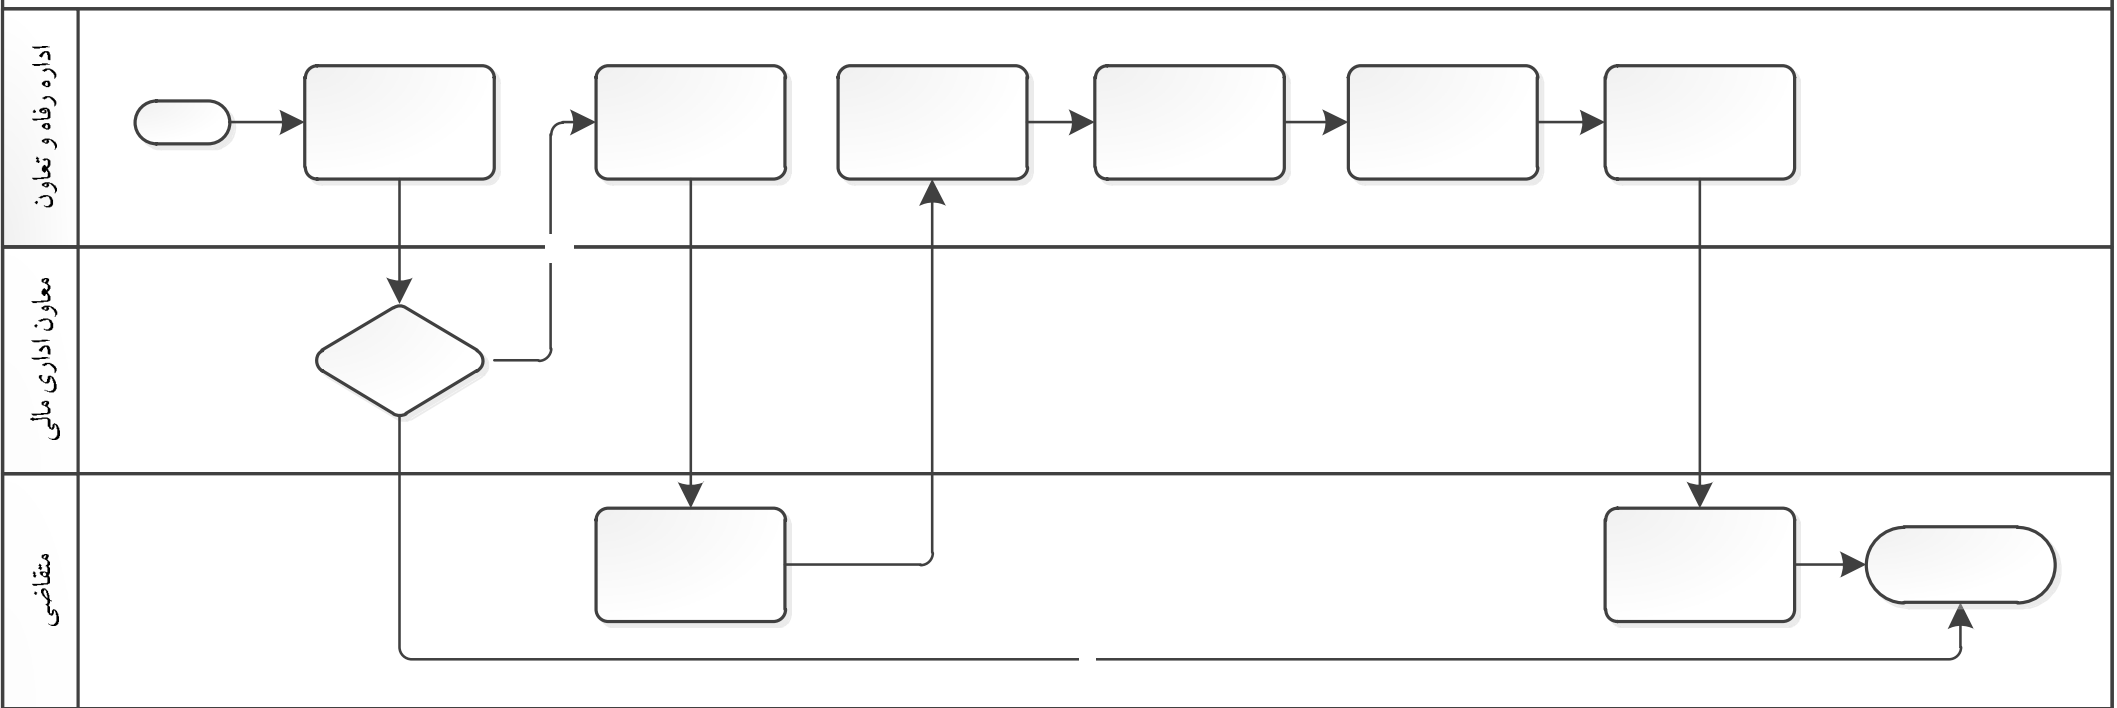 اداره رفاه و تعاون
معاون اداری مالی
متقاضی